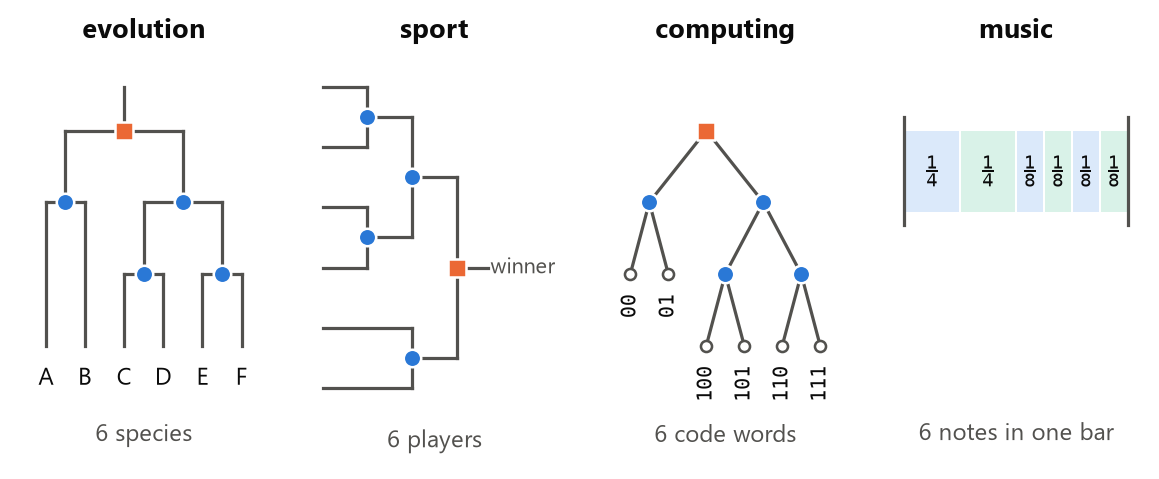 evolution
sport
computing
music
A B C D E F
winner
00
01
100
101
110
111
1/4
1/4
1/8
1/8
1/8
1/8
6 species
6 players
6 code words
6 notes in one bar